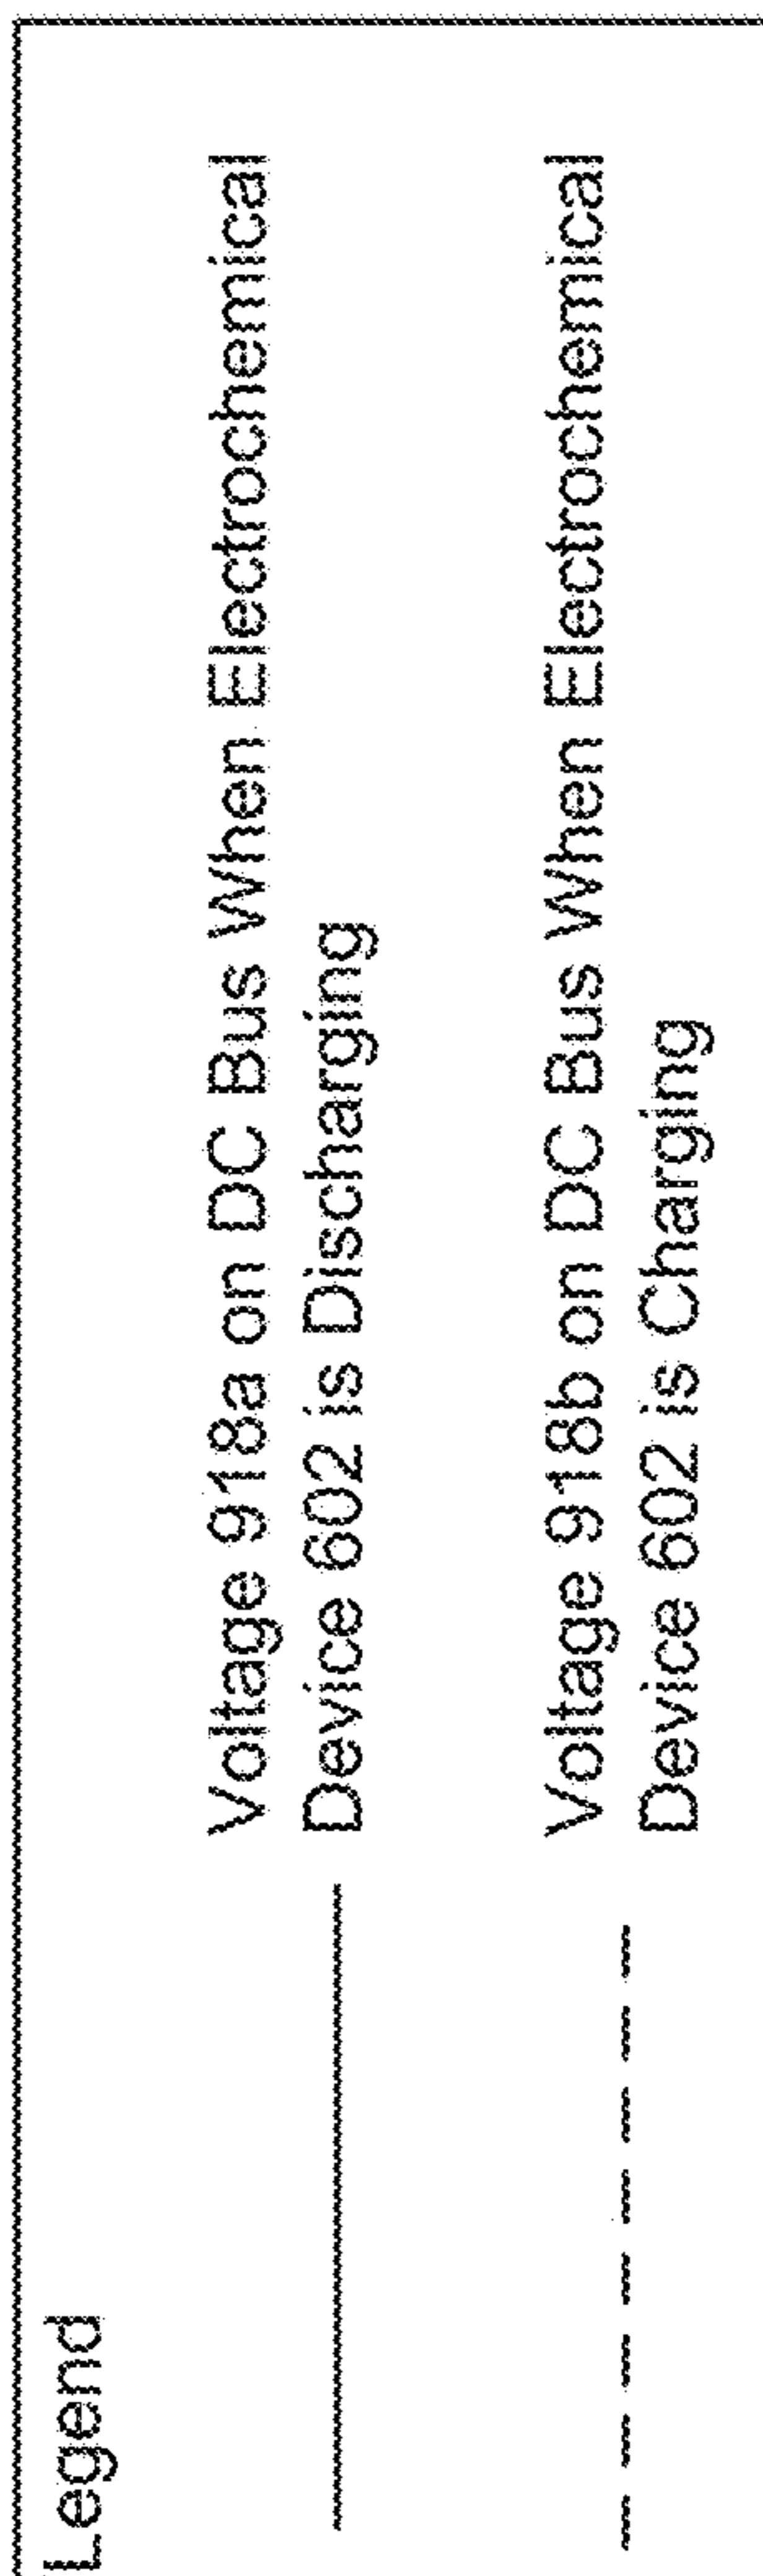 Legend
Voltage 918a on DC Bus When Electrochemical
Device 602 is Discharging
Voltage 918b on DC Bus When Electrochemical
Device 602 is Charging